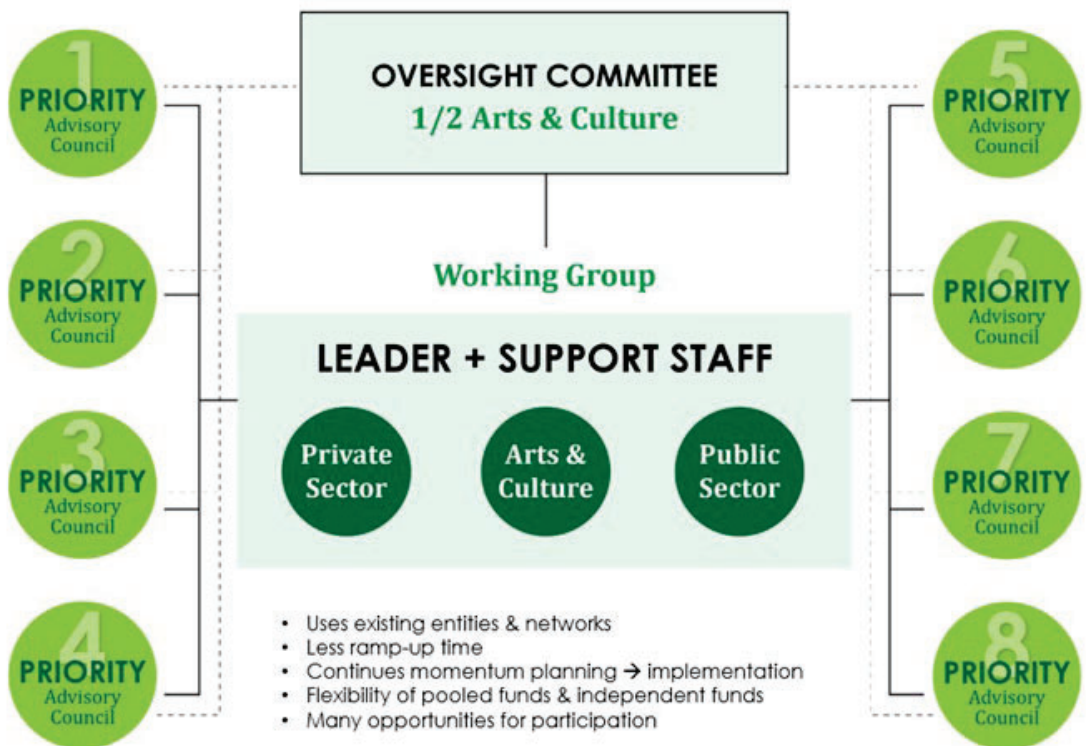 OVERSIGHT COMMITTEE
1/2 Arts & Culture
Working Group
LEADER + SUPPORT STAFF
Private
Sector
Arts &
Culture
Public
Sector
1
PRIORITY
Advisory
Council
2
PRIORITY
Advisory
Council
3
PRIORITY
Advisory
Council
4
PRIORITY
Advisory
Council
5
PRIORITY
Advisory
Council
6
PRIORITY
Advisory
Council
7
PRIORITY
Advisory
Council
8
PRIORITY
Advisory
Council
• Uses existing entities & networks
• Less ramp-up time
• Continues momentum planning → implementation
• Flexibility of pooled funds & independent funds
• Many opportunities for participation